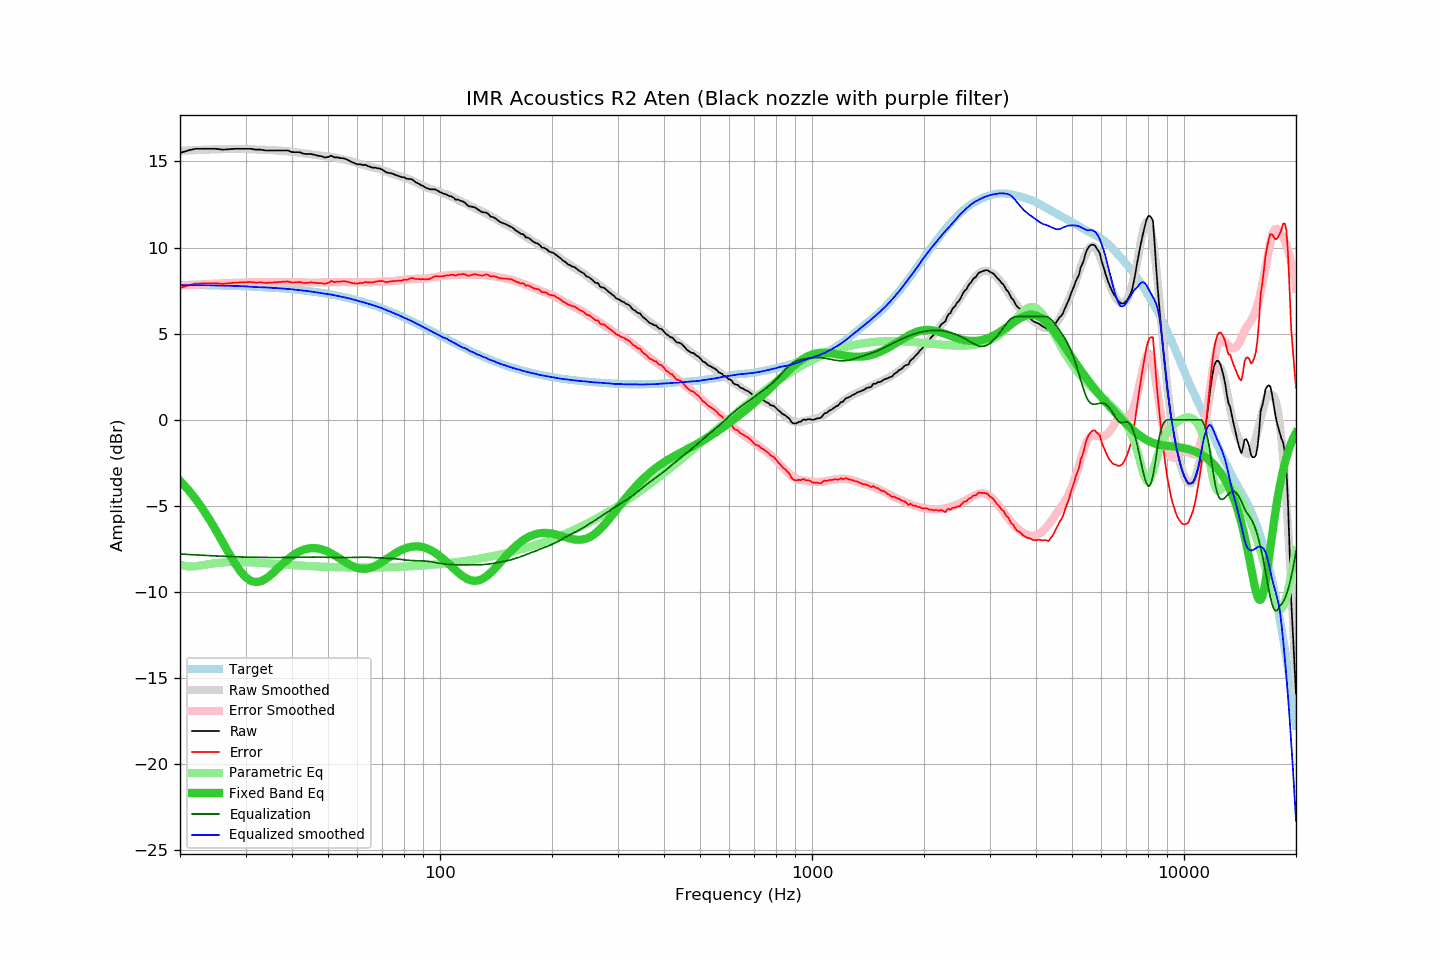 IMR Acoustics R2 Aten (Black nozzle with purple filter)
15
10
5
0
−5
−10
−15
−20
−25
Amplitude (dBr)
Target
Raw Smoothed
Error Smoothed
Raw
Error
Parametric Eq
Fixed Band Eq
Equalization
Equalized smoothed
100 1000 10000
Frequency (Hz)